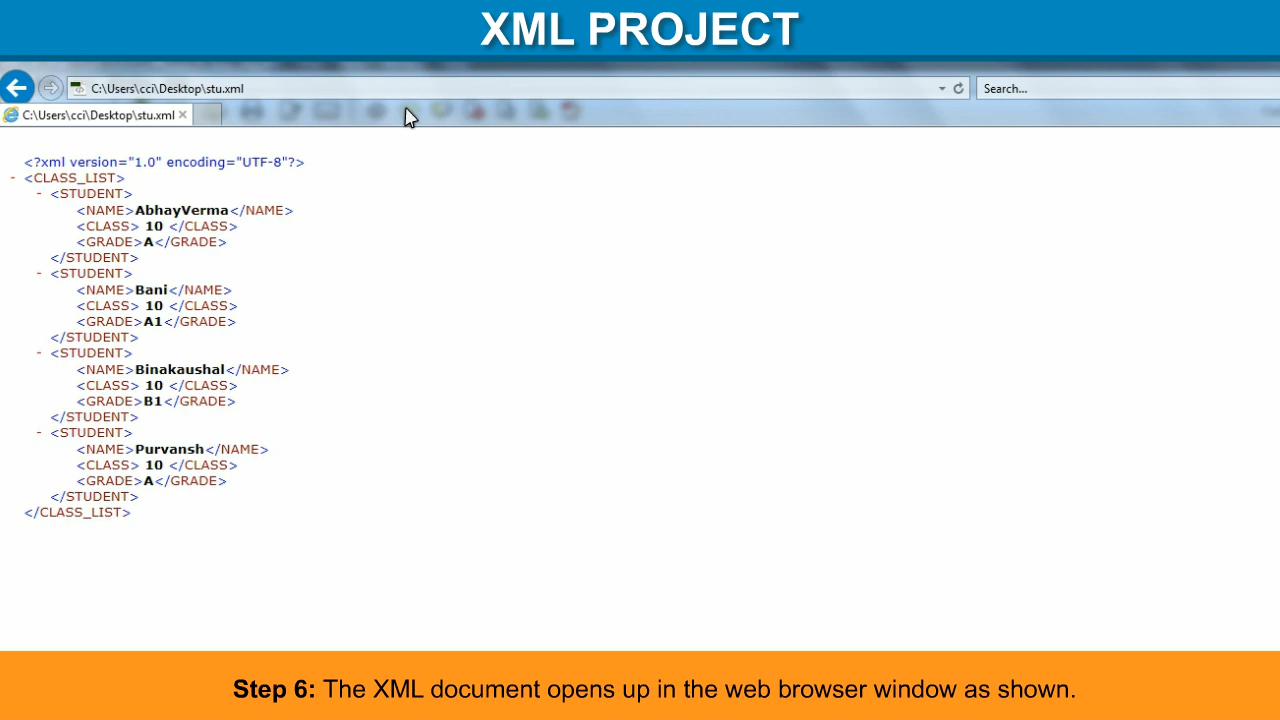 XML PROJECT
C:\Users\cci\Desktop\stu.xml
Search...
C:\Users\cci\Desktop\stu.xml ×
<?xml version="1.0" encoding="UTF-8"?>
- <CLASS_LIST>
- <STUDENT>
<NAME>AbhayVerma</NAME>
<CLASS> 10 </CLASS>
<GRADE>A</GRADE>
</STUDENT>
- <STUDENT>
<NAME>Bani</NAME>
<CLASS> 10 </CLASS>
<GRADE>A1</GRADE>
</STUDENT>
- <STUDENT>
<NAME>Binakaushal</NAME>
<CLASS> 10 </CLASS>
<GRADE>B1</GRADE>
</STUDENT>
- <STUDENT>
<NAME>Purvansh</NAME>
<CLASS> 10 </CLASS>
<GRADE>A</GRADE>
</STUDENT>
</CLASS_LIST>
Step 6: The XML document opens up in the web browser window as shown.